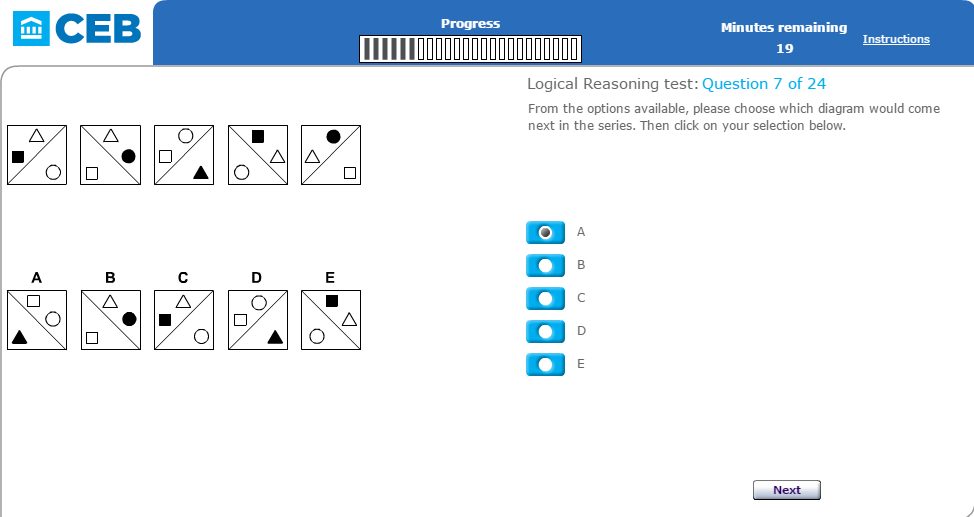 CEB
Progress
Minutes remaining
19
Instructions
Logical Reasoning test: Question 7 of 24
From the options available, please choose which diagram would come
next in the series. Then click on your selection below.
A B C D E
A
B
C
D
E
Next